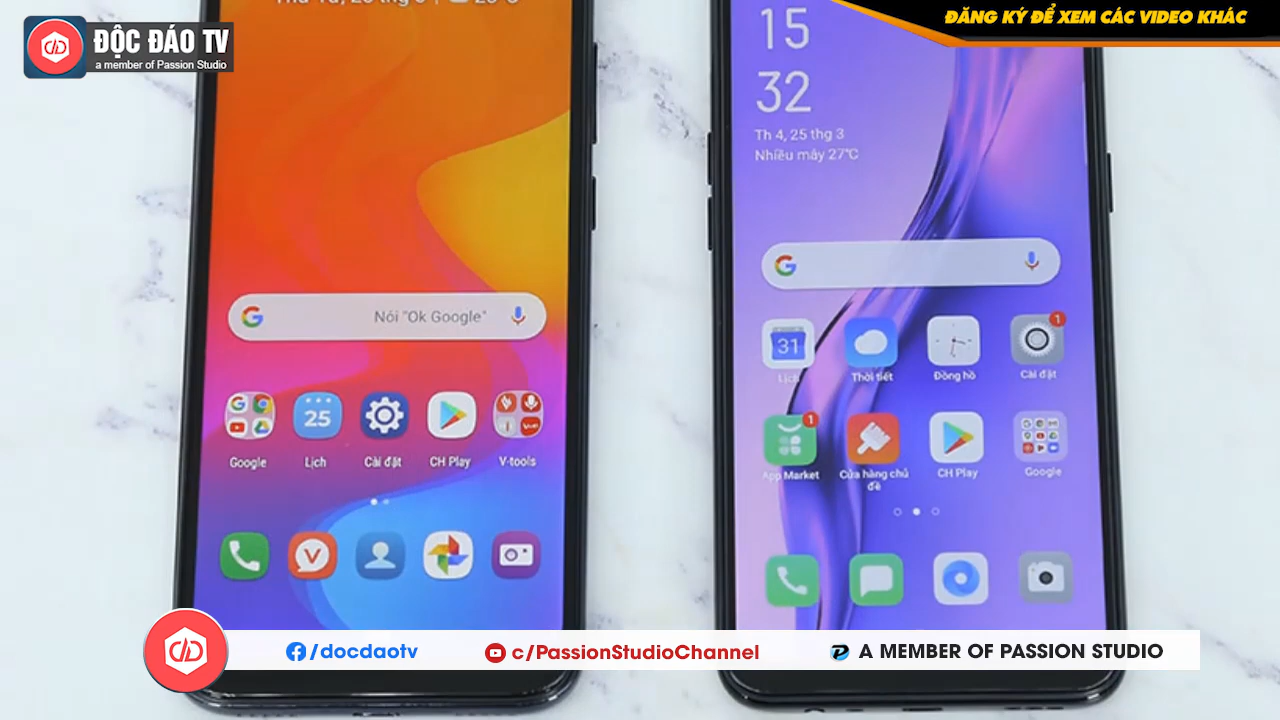 ĐỘC ĐÁO TV
a member of Passion Studio
ĐĂNG KÝ ĐỂ XEM CÁC VIDEO KHÁC
15
32
Th 4, 25 thg 3
Nhiều mây 27°C
Nói "Ok Google"
31
1
Lịch
Thời tiết
Đồng hồ
Cài đặt
25
Google
Lịch
Cài đặt
CH Play
V-tools
1
App Market
Cửa hàng chủ
đề
CH Play
Google
/docdaotv
c/PassionStudioChannel
A MEMBER OF PASSION STUDIO